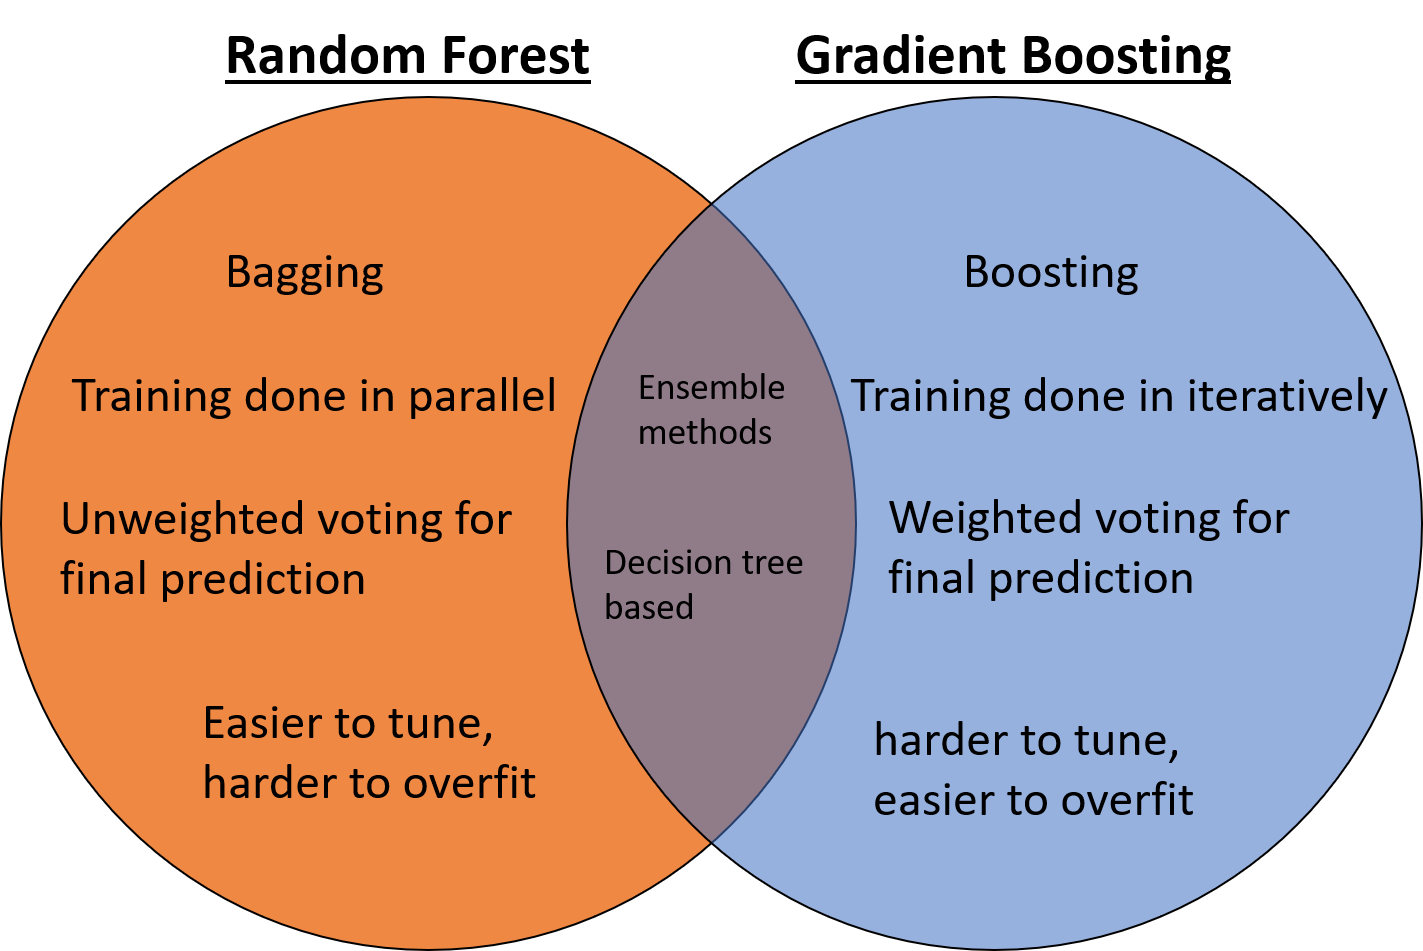 Random Forest
Gradient Boosting
Bagging
Training done in parallel
Unweighted voting for
final prediction
Easier to tune,
harder to overfit
Ensemble
methods
Decision tree
based
Boosting
Training done in iteratively
Weighted voting for
final prediction
harder to tune,
easier to overfit